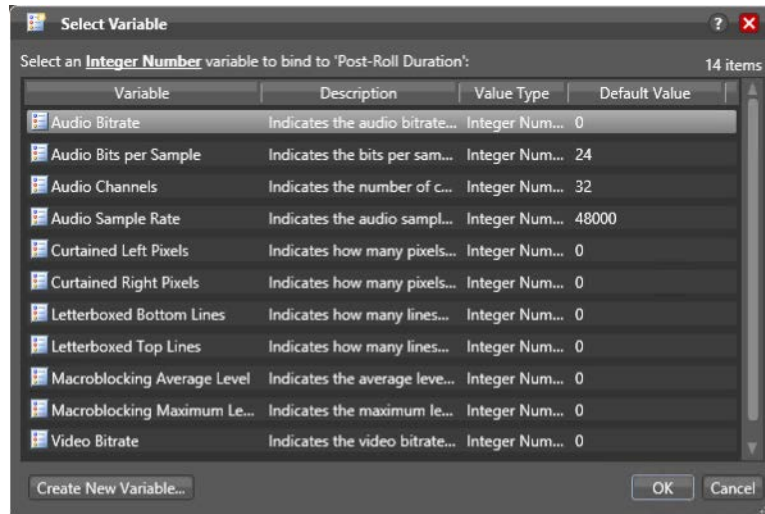 Select Variable
Select an Integer Number variable to bind to 'Post-Roll Duration': 14 items
Variable Description Value Type Default Value
Audio Bitrate Indicates the audio bitrate... Integer Num... 0
Audio Bits per Sample Indicates the bits per sam... Integer Num... 24
Audio Channels Indicates the number of c... Integer Num... 32
Audio Sample Rate Indicates the audio sampl... Integer Num... 48000
Curtained Left Pixels Indicates how many pixels... Integer Num... 0
Curtained Right Pixels Indicates how many pixels... Integer Num... 0
Letterboxed Bottom Lines Indicates how many lines... Integer Num... 0
Letterboxed Top Lines Indicates how many lines... Integer Num... 0
Macroblocking Average Level Indicates the average leve... Integer Num... 0
Macroblocking Maximum Le... Indicates the maximum le... Integer Num... 0
Video Bitrate Indicates the video bitrate... Integer Num... 0
Create New Variable... OK Cancel